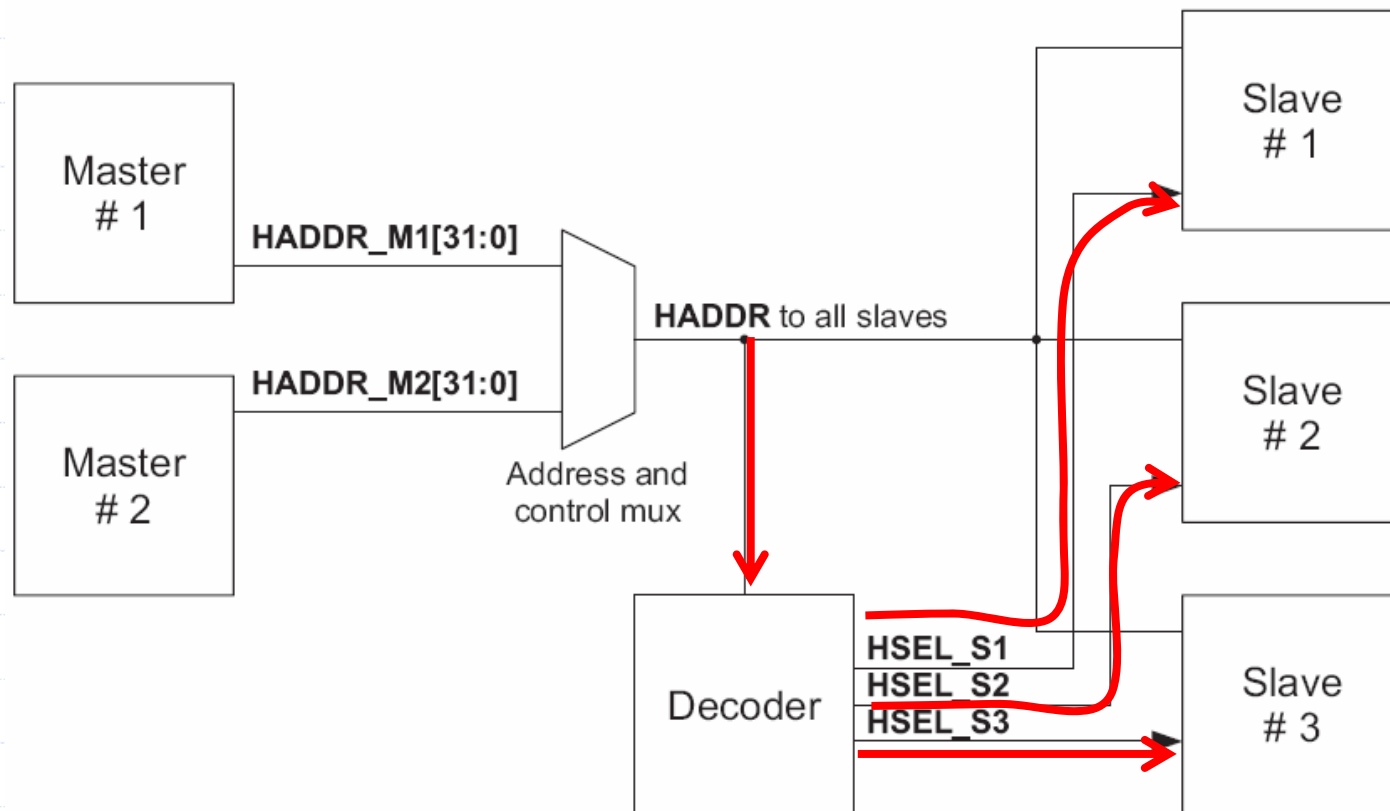 Master
# 1
HADDR_M1[31:0]
Master
# 2
HADDR_M2[31:0]
Address and
control mux
HADDR to all slaves
Decoder
HSEL_S1
HSEL_S2
HSEL_S3
Slave
# 1
Slave
# 2
Slave
# 3